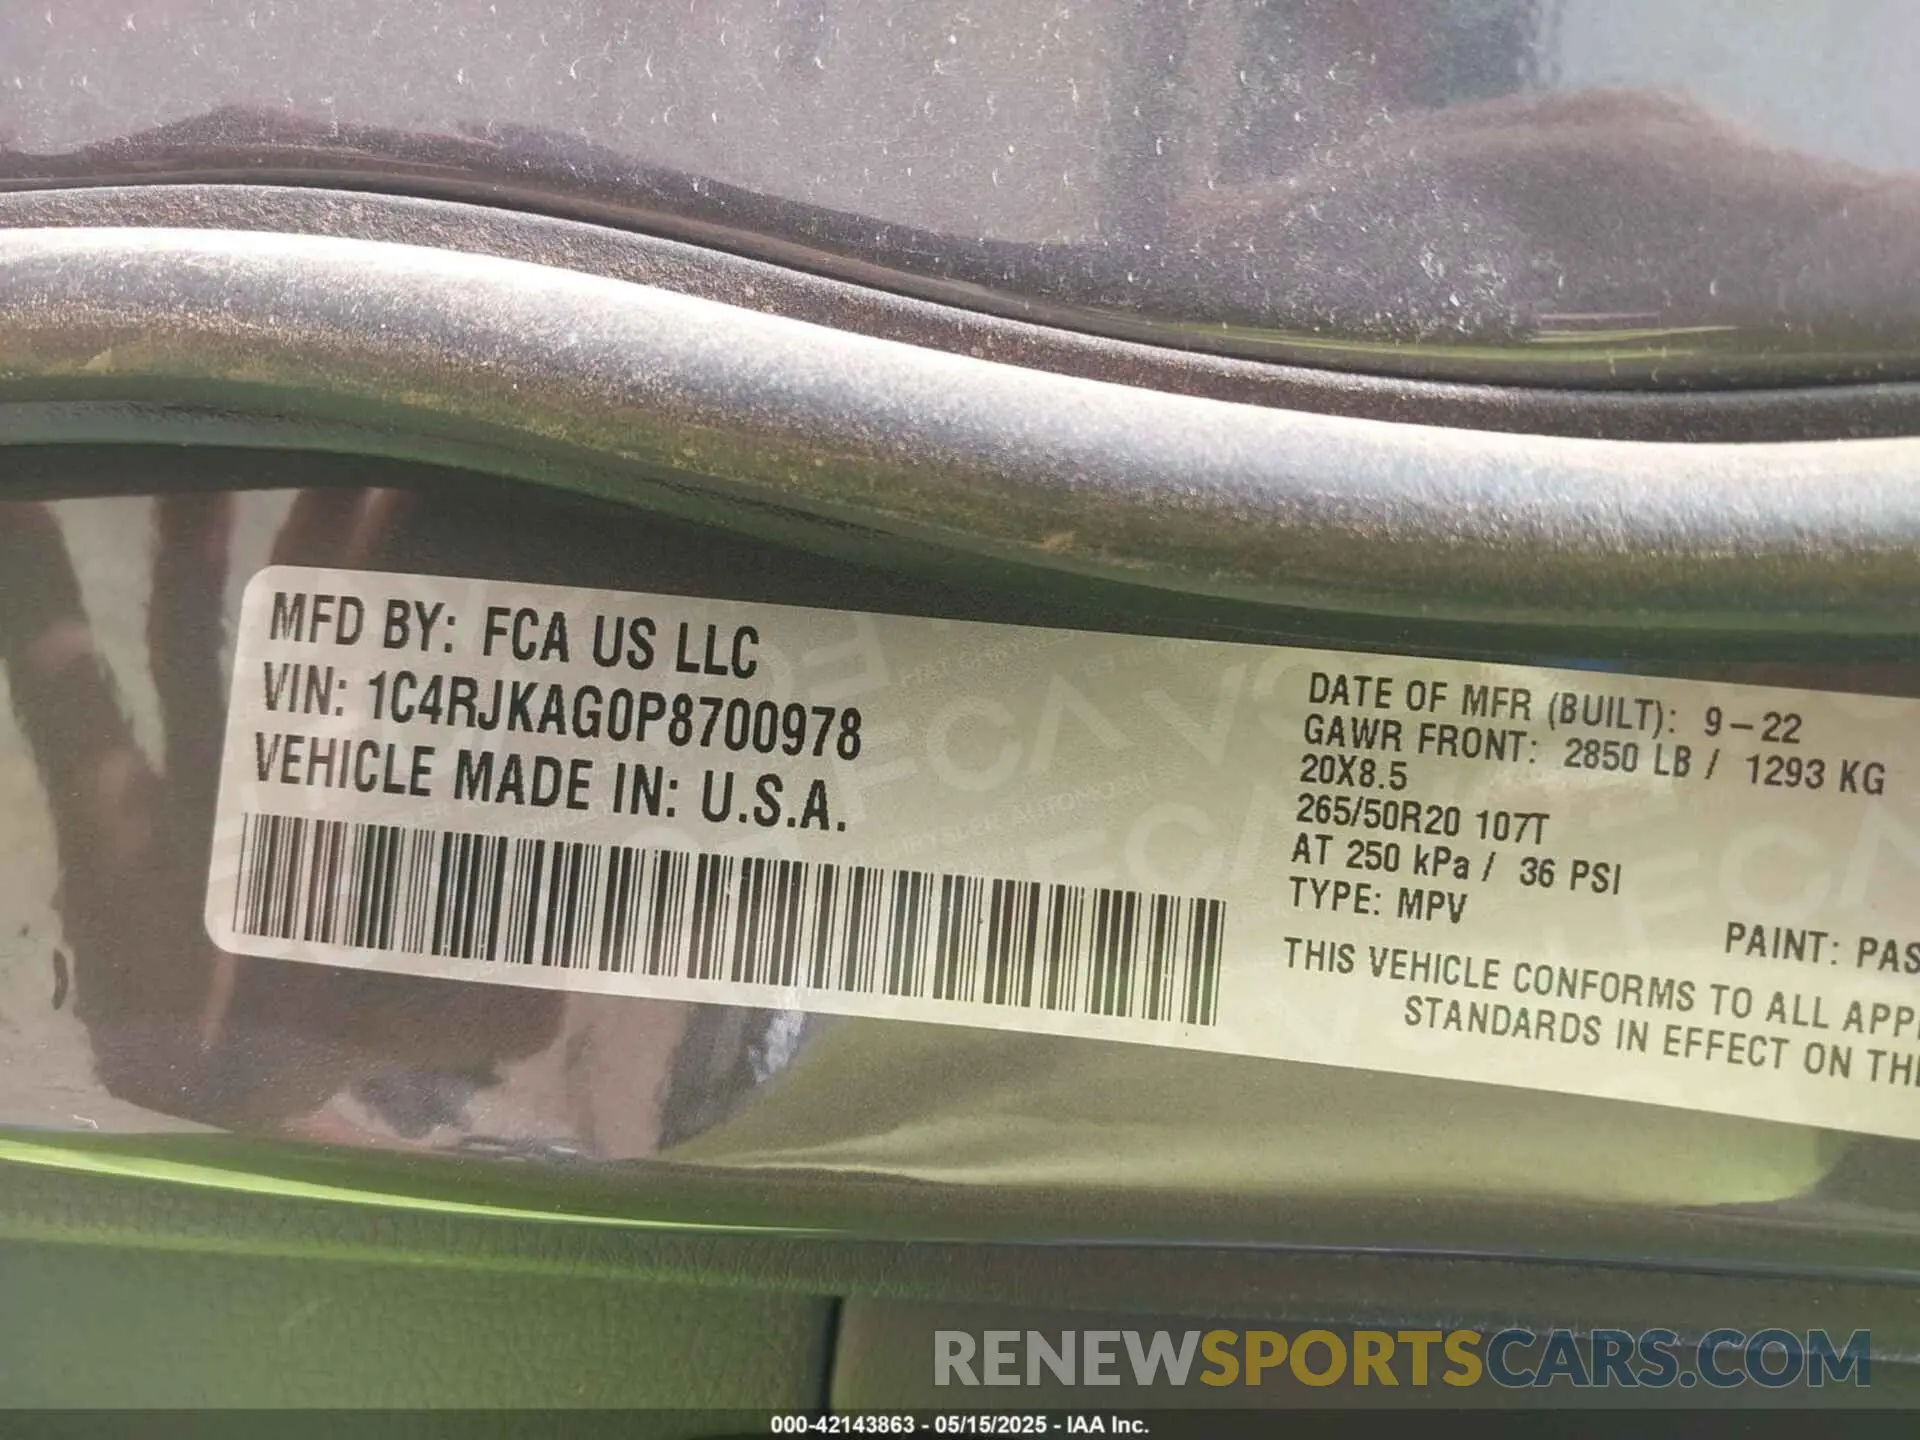 MFD BY: FCA US LLC
VIN: 1C4RJKAG0P8700978
VEHICLE MADE IN: U.S.A.
DATE OF MFR (BUILT): 9-22
GAWR FRONT: 2850 LB / 1293 KG
20X8.5
265/50R20 107T
AT 250 kPa / 36 PSI
TYPE: MPV
PAINT: PAS
THIS VEHICLE CONFORMS TO ALL APP
STANDARDS IN EFFECT ON THE
RENEWSPORTSCARS.COM
000-42143863 - 05/15/2025 - IAA Inc.